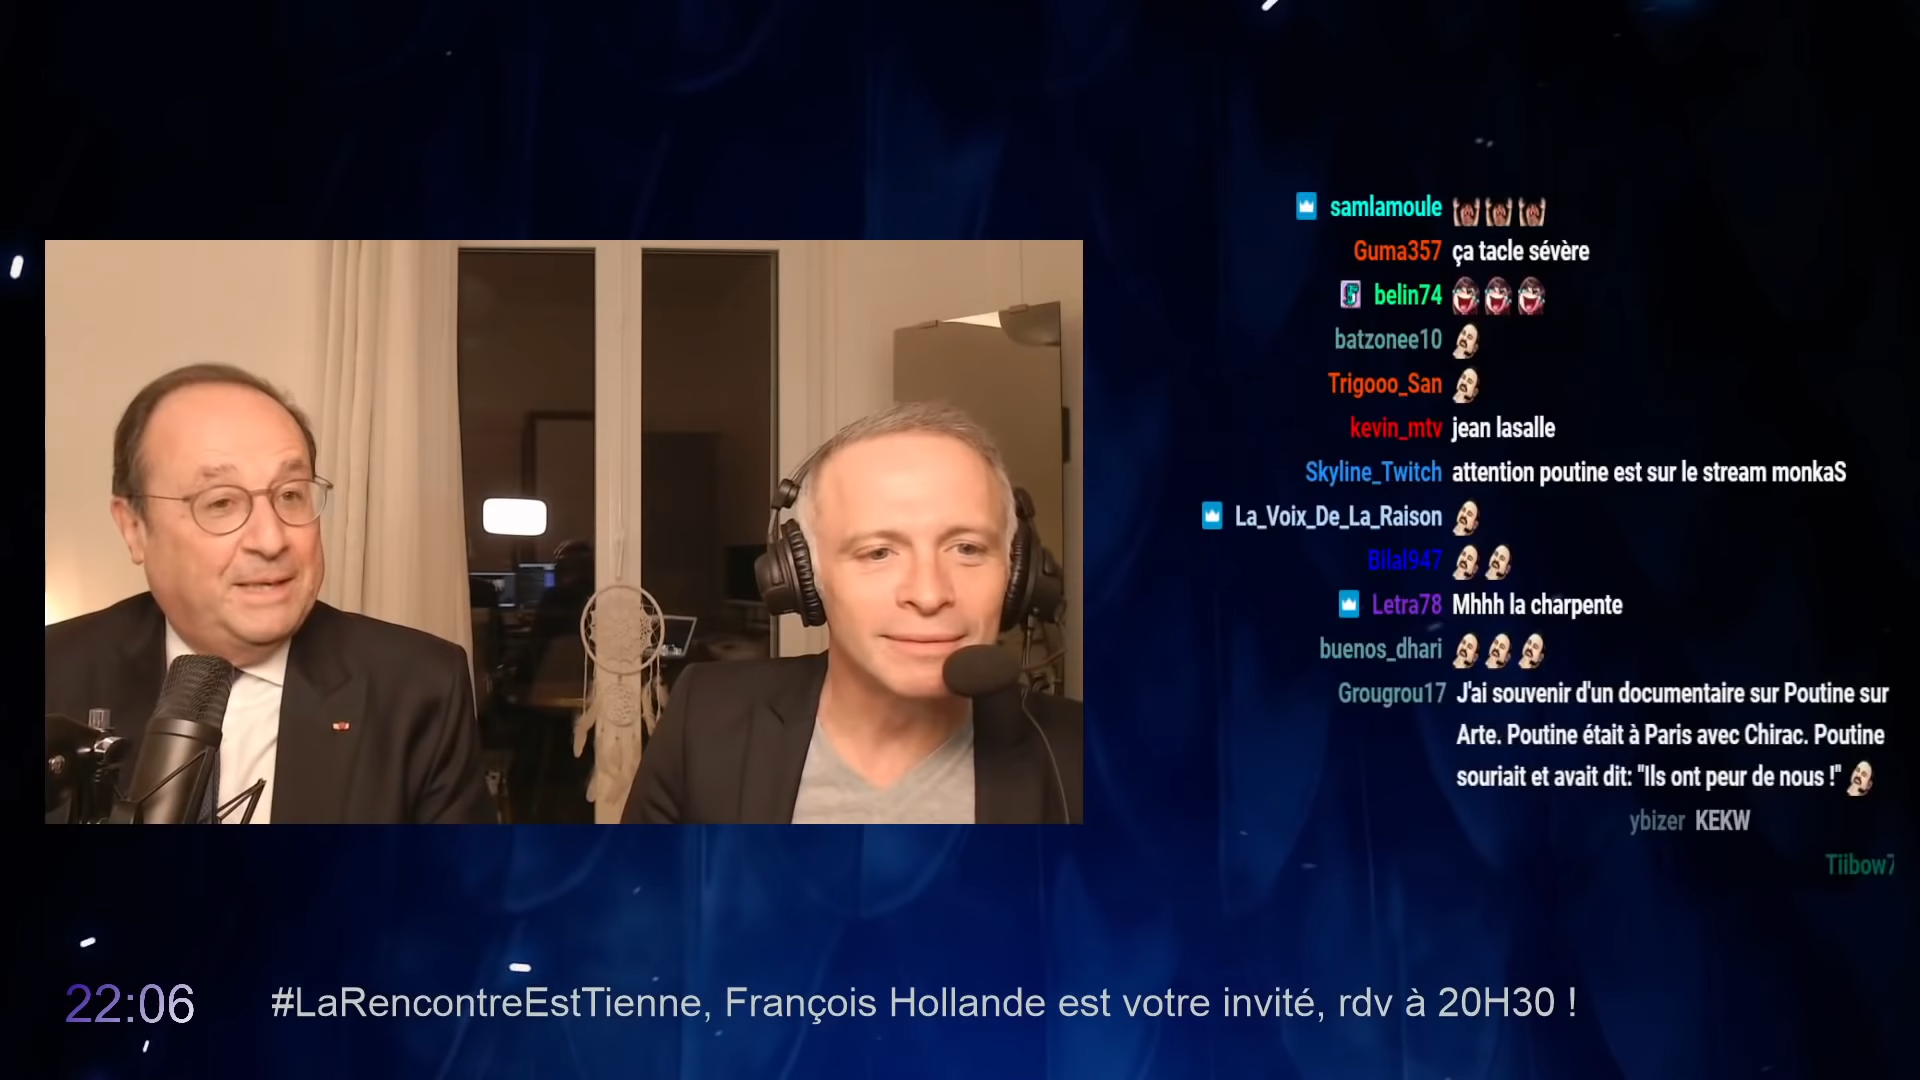 samlamoule
Guma357 ça tacle sévère
belin74
batzonee10
Trigooo_San
kevin_mtv jean lasalle
Skyline_Twitch attention poutine est sur le stream monkaS
La_Voix_De_La_Raison
Bilal947
Letra78 Mhhh la charpente
buenos_dhari
Grougrou17 J'ai souvenir d'un documentaire sur Poutine sur
Arte. Poutine était à Paris avec Chirac. Poutine
souriait et avait dit: "Ils ont peur de nous !"
ybizer KEKW
Tiibow7
22:06 #LaRencontreEstTienne, François Hollande est votre invité, rdv à 20H30 !